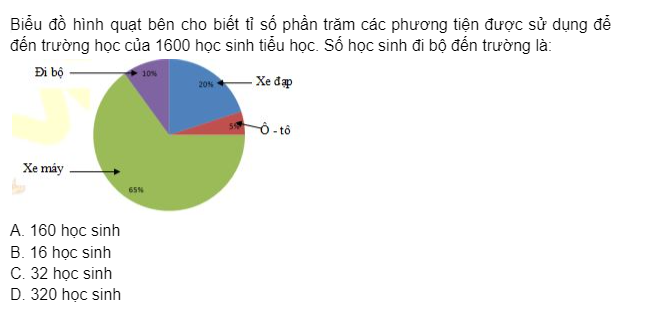 Biểu đồ hình quạt bên cho biết tỉ số phần trăm các phương tiện được sử dụng để
đến trường học của 1600 học sinh tiểu học. Số học sinh đi bộ đến trường là:
Đi bộ
10%
20%
Xe đạp
5%
Ô - tô
Xe máy
65%
A. 160 học sinh
B. 16 học sinh
C. 32 học sinh
D. 320 học sinh